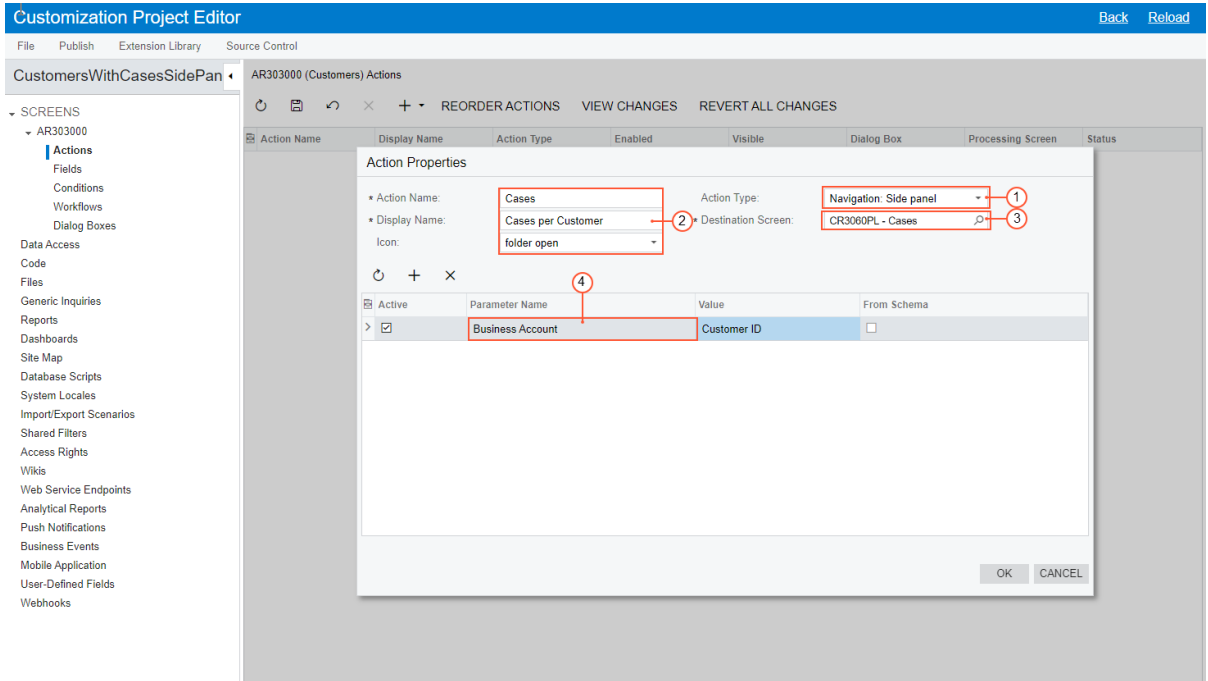 Customization Project Editor
Back Reload
File Publish Extension Library Source Control
CustomersWithCasesSidePan
AR303000 (Customers) Actions
REORDER ACTIONS VIEW CHANGES REVERT ALL CHANGES
SCREENS
AR303000
Actions
Fields
Conditions
Workflows
Dialog Boxes
Data Access
Code
Files
Generic Inquiries
Reports
Dashboards
Site Map
Database Scripts
System Locales
Import/Export Scenarios
Shared Filters
Access Rights
Wikis
Web Service Endpoints
Analytical Reports
Push Notifications
Business Events
Mobile Application
User-Defined Fields
Webhooks
Action Name Display Name Action Type Enabled Visible Dialog Box Processing Screen Status
Action Properties
* Action Name: Cases Action Type: Navigation: Side panel 1
* Display Name: Cases per Customer 2 * Destination Screen: CR3060PL - Cases 3
Icon: folder open
4
Active Parameter Name Value From Schema
Business Account Customer ID
OK CANCEL